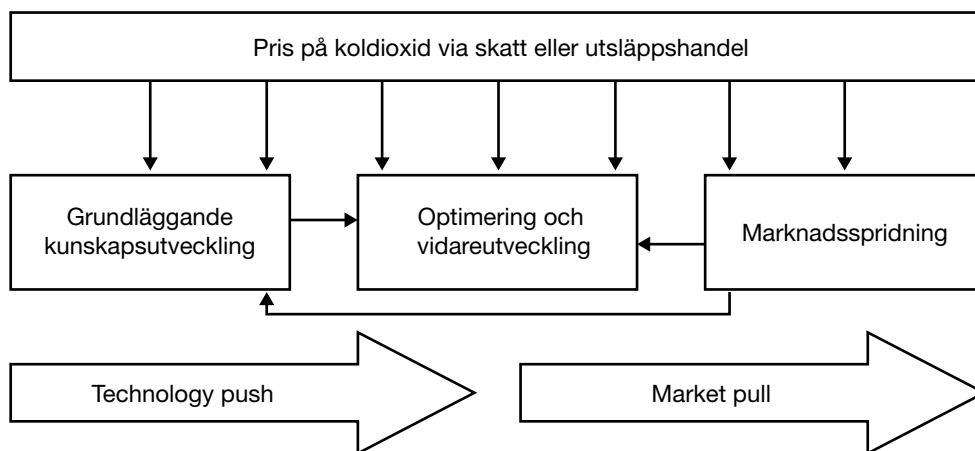 Pris på koldioxid via skatt eller utsläppshandel
Grundläggande
kunskapsutveckling
Optimering och
vidareutveckling
Marknadsspridning
Technology push
Market pull